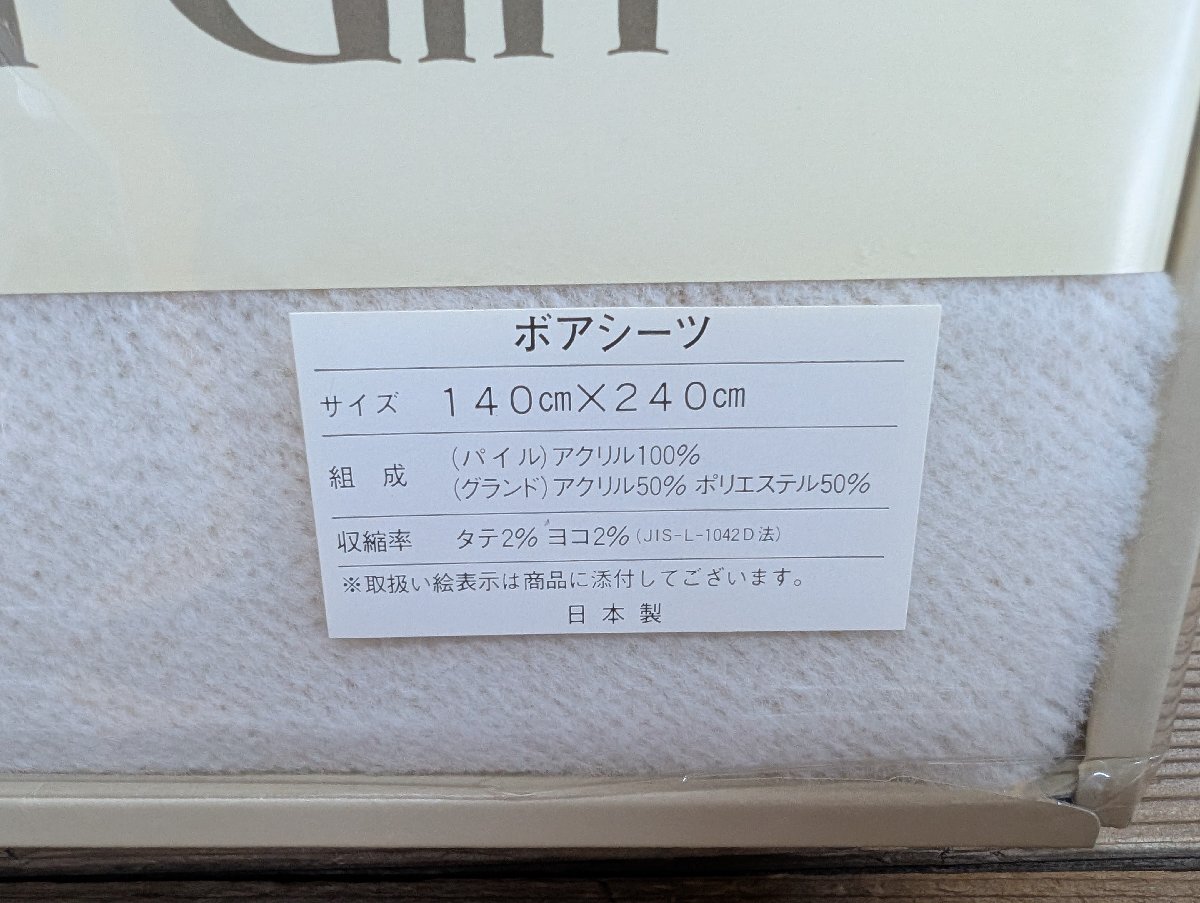 Gift
ボアシーツ
サイズ 140cm×240cm
組成 (パイル)アクリル100%
(グランド)アクリル50% ポリエステル50%
収縮率 タテ2% ヨコ2%(JIS-L-1042D法)
※取扱い絵表示は商品に添付してございます。
日本製